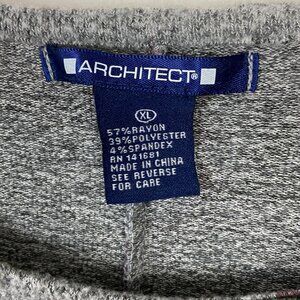 ARCHITECT®
XL
57%RAYON
39%POLYESTER
4%SPANDEX
RN 141681
MADE IN CHINA
SEE REVERSE
FOR CARE